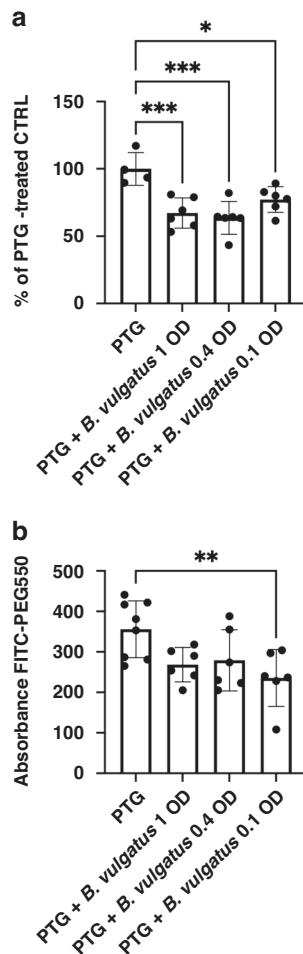 a
*
***
***
% of PTG -treated CTRL
150
100
50
0
PTG
PTG + B. vulgatus 1 OD
PTG + B. vulgatus 0.4 OD
PTG + B. vulgatus 0.1 OD
b
**
Absorbance FITC-PEG550
500
400
300
200
100
0
PTG
PTG + B. vulgatus 1 OD
PTG + B. vulgatus 0.4 OD
PTG + B. vulgatus 0.1 OD